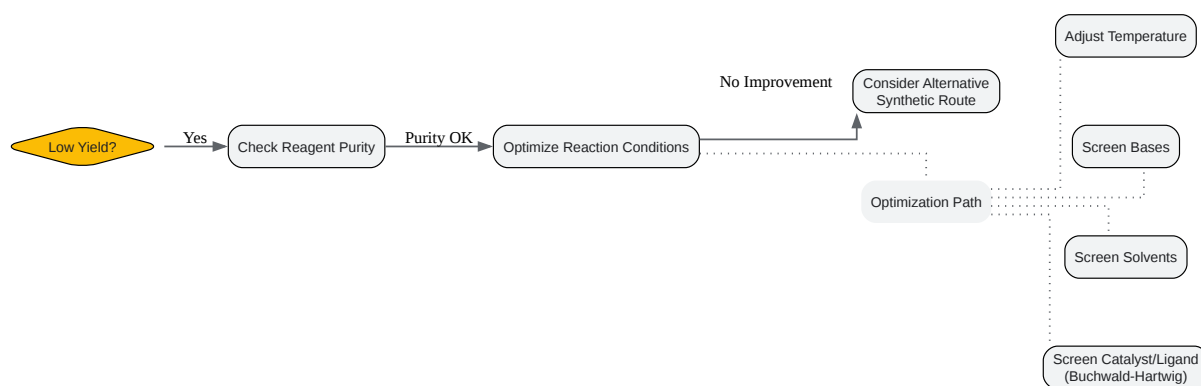 Adjust Temperature
No Improvement
Consider Alternative
Synthetic Route
Low Yield?
Yes
Check Reagent Purity
Purity OK
Optimize Reaction Conditions
Screen Bases
Optimization Path
Screen Solvents
Screen Catalyst/Ligand
(Buchwald-Hartwig)